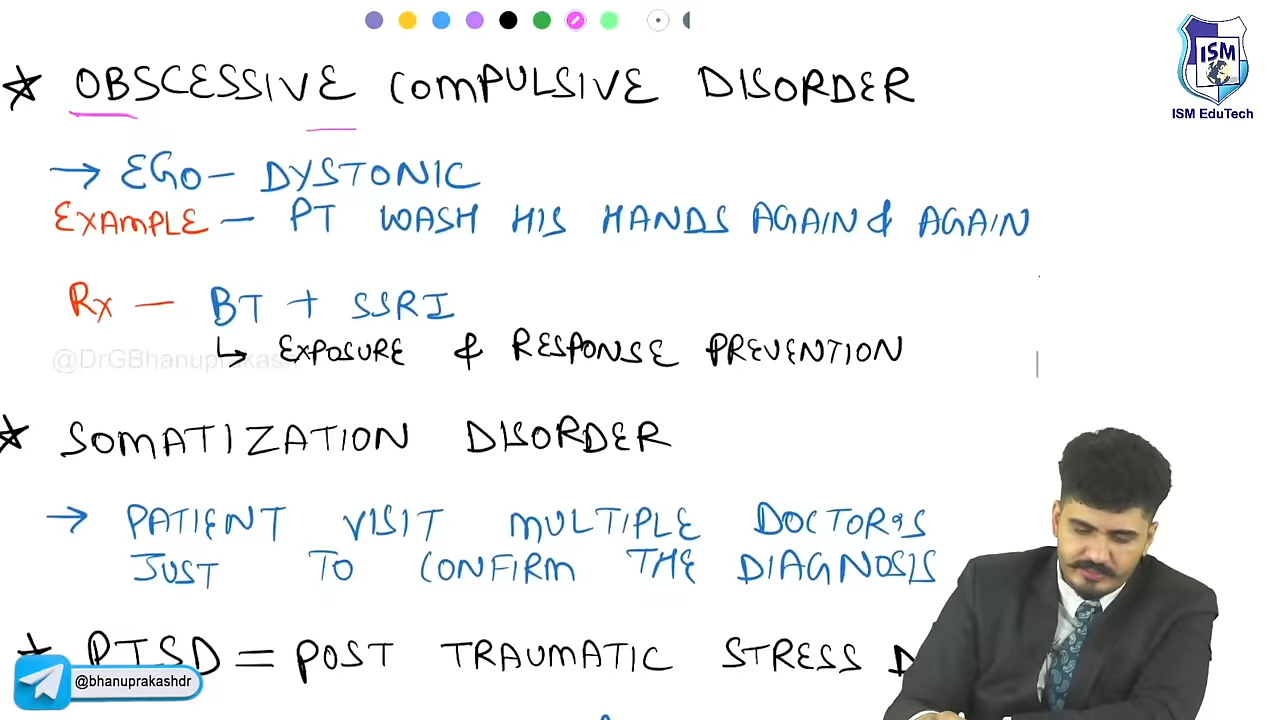 ISM
ISM EduTech
★ OBSCESSIVE COMPULSIVE DISORDER
→ EGO - DYSTONIC
EXAMPLE - PT WASH HIS HANDS AGAIN & AGAIN
Rx - BT + SSRI
↳ EXPOSURE & RESPONSE PREVENTION
@DrGBhanuprakash
★ SOMATIZATION DISORDER
→ PATIENT VISIT MULTIPLE DOCTOR'S
JUST TO CONFIRM THE DIAGNOSIS
★ PTSD = POST TRAUMATIC STRESS D
@bhanuprakashdr